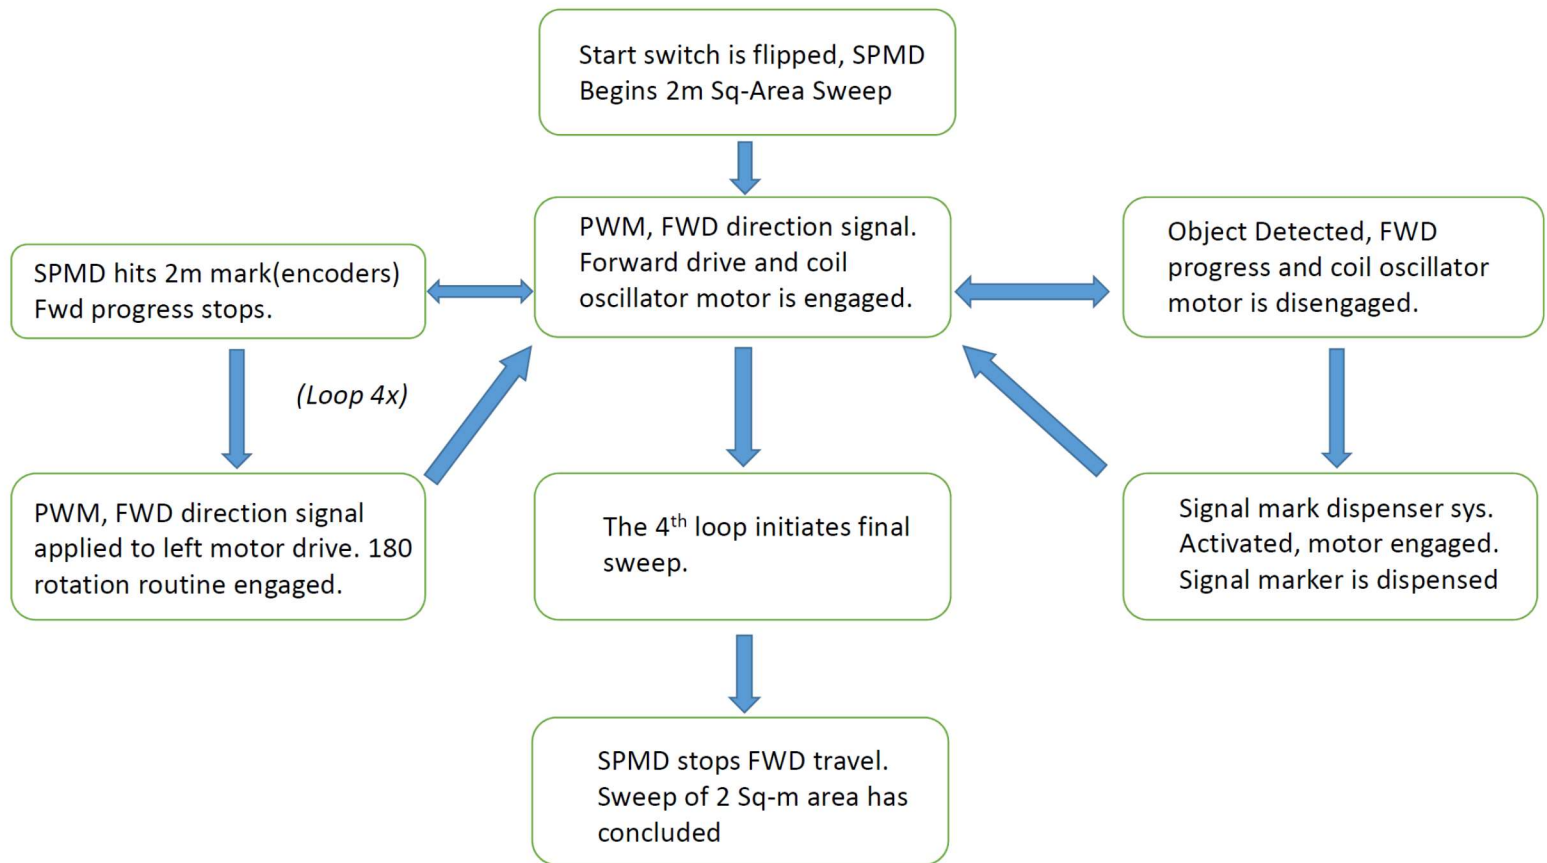 Start switch is flipped, SPMD
Begins 2m Sq-Area Sweep
PWM, FWD direction signal.
Forward drive and coil
oscillator motor is engaged.
Object Detected, FWD
progress and coil oscillator
motor is disengaged.
SPMD hits 2m mark(encoders)
Fwd progress stops.
(Loop 4x)
PWM, FWD direction signal
applied to left motor drive. 180
rotation routine engaged.
The 4th loop initiates final
sweep.
Signal mark dispenser sys.
Activated, motor engaged.
Signal marker is dispensed
SPMD stops FWD travel.
Sweep of 2 Sq-m area has
concluded